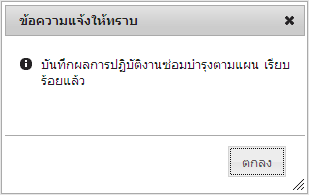 ข้อความแจ้งให้ทราบ
บันทึกผลการปฏิบัติงานซ่อมบำรุงตามแผน เรียบ
ร้อยแล้ว
ตกลง